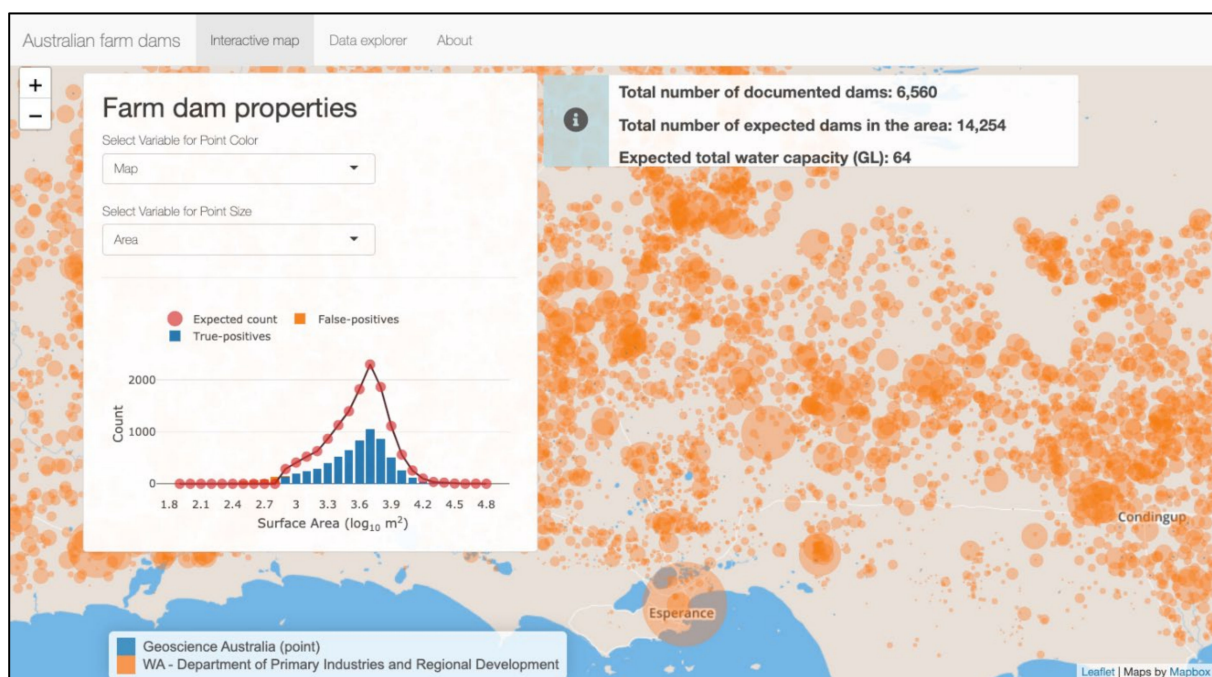 Australian farm dams
Interactive map
Data explorer
About
+
−
Farm dam properties
Select Variable for Point Color
Map
Select Variable for Point Size
Area
Expected count
False-positives
True-positives
2000
1000
0
Count
1.8 2.1 2.4 2.7 3 3.3 3.6 3.9 4.2 4.5 4.8
Surface Area (log₁₀ m²)
i
Total number of documented dams: 6,560
Total number of expected dams in the area: 14,254
Expected total water capacity (GL): 64
Condingup
Esperance
Geoscience Australia (point)
WA - Department of Primary Industries and Regional Development
Leaflet | Maps by Mapbox